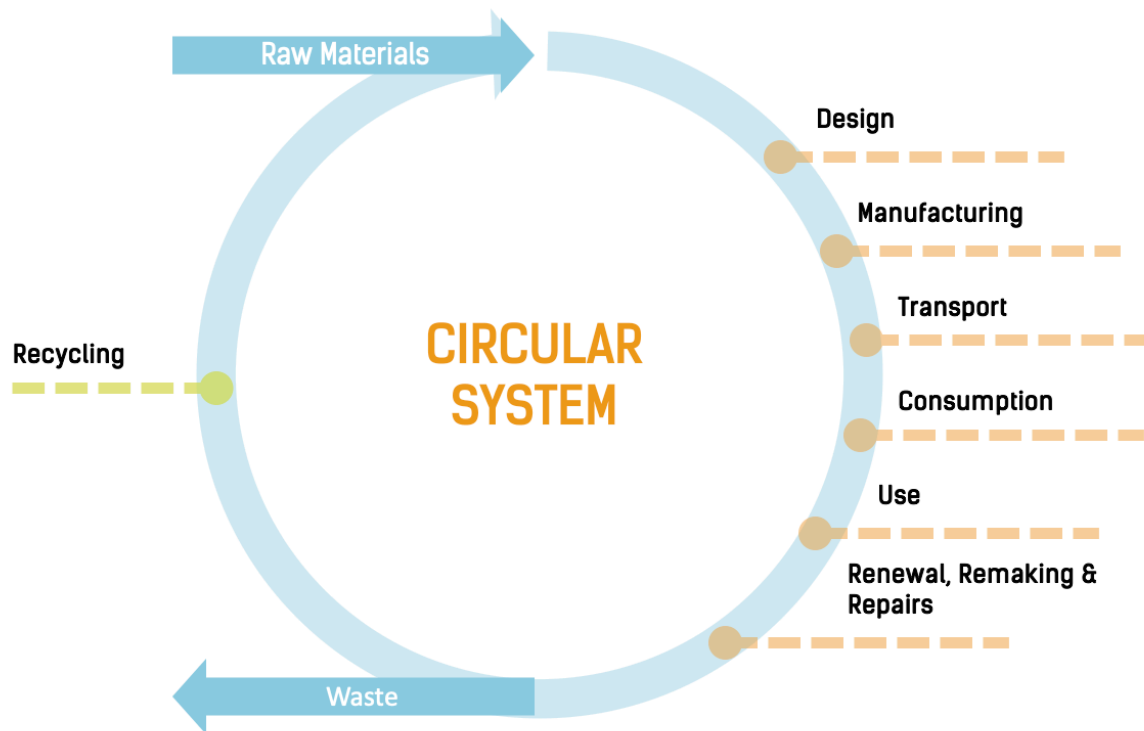 Raw Materials
Design
Manufacturing
Transport
Recycling
CIRCULAR
SYSTEM
Consumption
Use
Renewal, Remaking &
Repairs
Waste